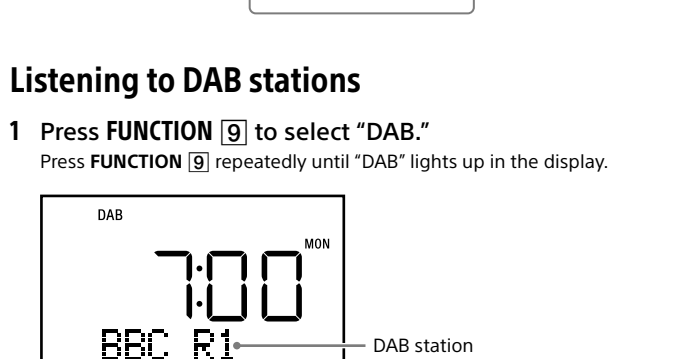 Listening to DAB stations
1 Press FUNCTION 9 to select “DAB.”
Press FUNCTION 9 repeatedly until “DAB” lights up in the display.
DAB
MON
7:00
BBC R1
DAB station